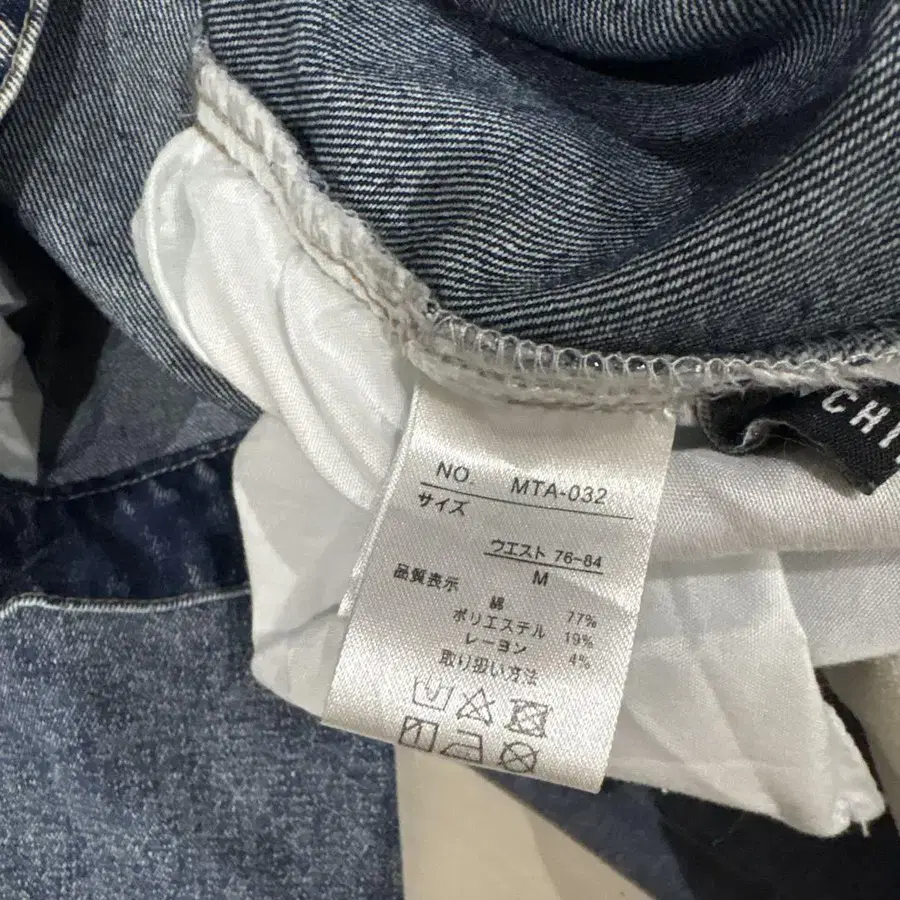 NO MTA-032
サイズ
ウエスト 76-84
M
品質表示
綿 77%
ポリエステル 19%
レーヨン 4%
取り扱い方法
CHI